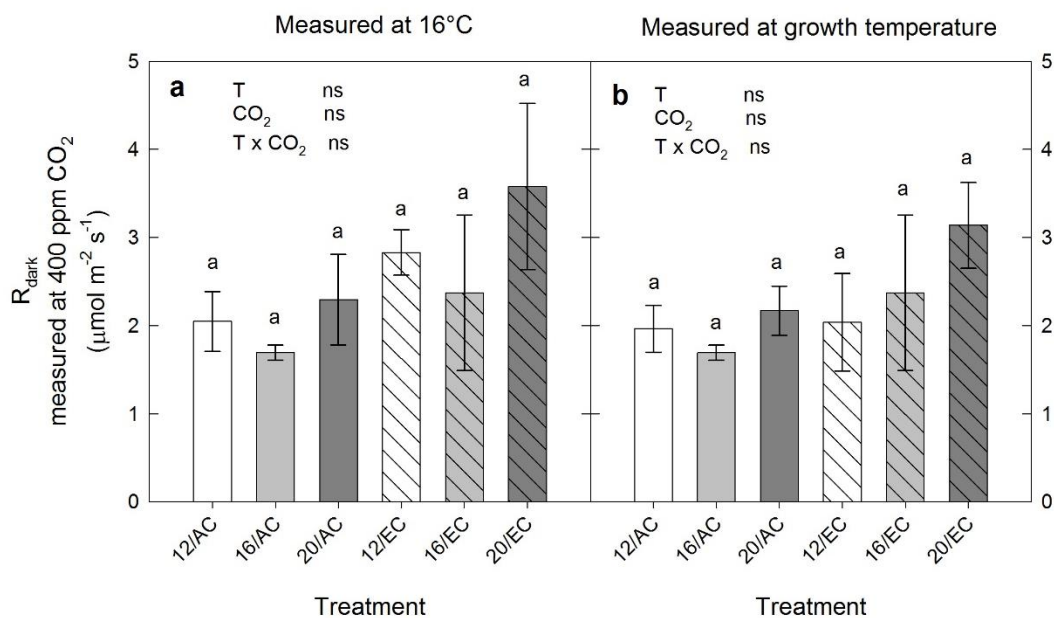 Measured at 16°C
Measured at growth temperature
R_dark
measured at 400 ppm CO₂
(μmol m⁻² s⁻¹)
5
4
3
2
1
0
a
T ns
CO₂ ns
T x CO₂ ns
a
a
a
a
a
a
12/AC
16/AC
20/AC
12/EC
16/EC
20/EC
Treatment
b
T ns
CO₂ ns
T x CO₂ ns
a
a
a
a
a
a
12/AC
16/AC
20/AC
12/EC
16/EC
20/EC
Treatment
5
4
3
2
1
0